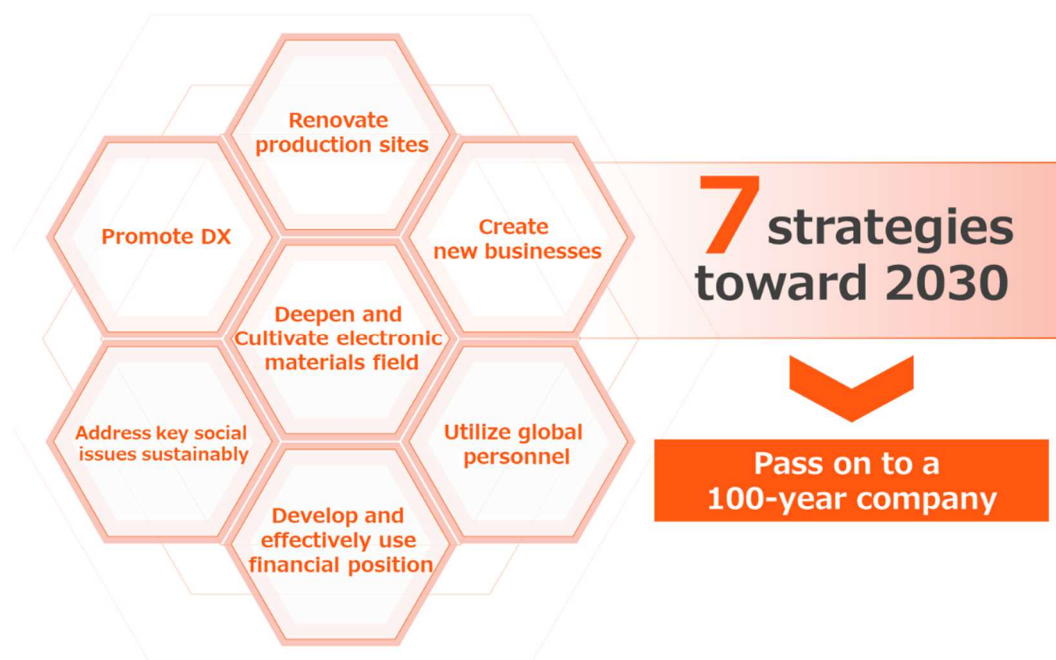 Renovate
production sites
Promote DX
Create
new businesses
Deepen and
Cultivate electronic
materials field
Address key social
issues sustainably
Utilize global
personnel
Develop and
effectively use
financial position
7 strategies
toward 2030
Pass on to a
100-year company